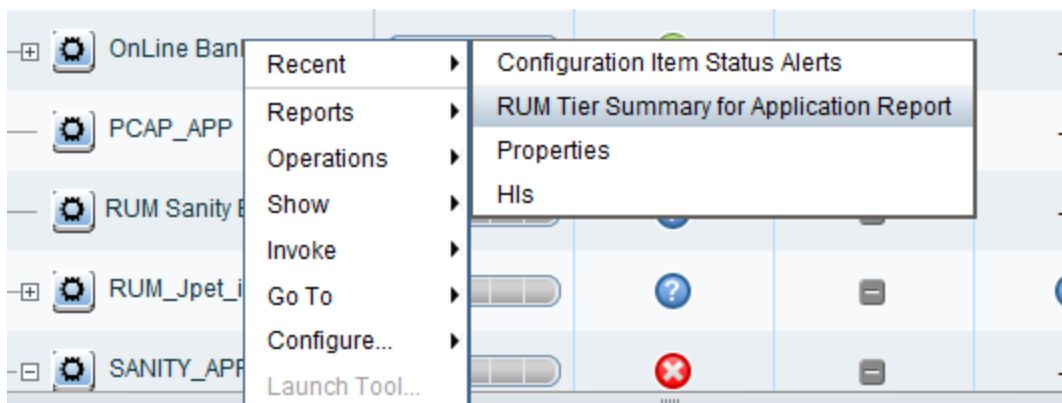 OnLine Ban
PCAP_APP
RUM Sanity
RUM_Jpet_i
SANITY_APP
Recent
Reports
Operations
Show
Invoke
Go To
Configure...
Launch Tool...
Configuration Item Status Alerts
RUM Tier Summary for Application Report
Properties
HIs